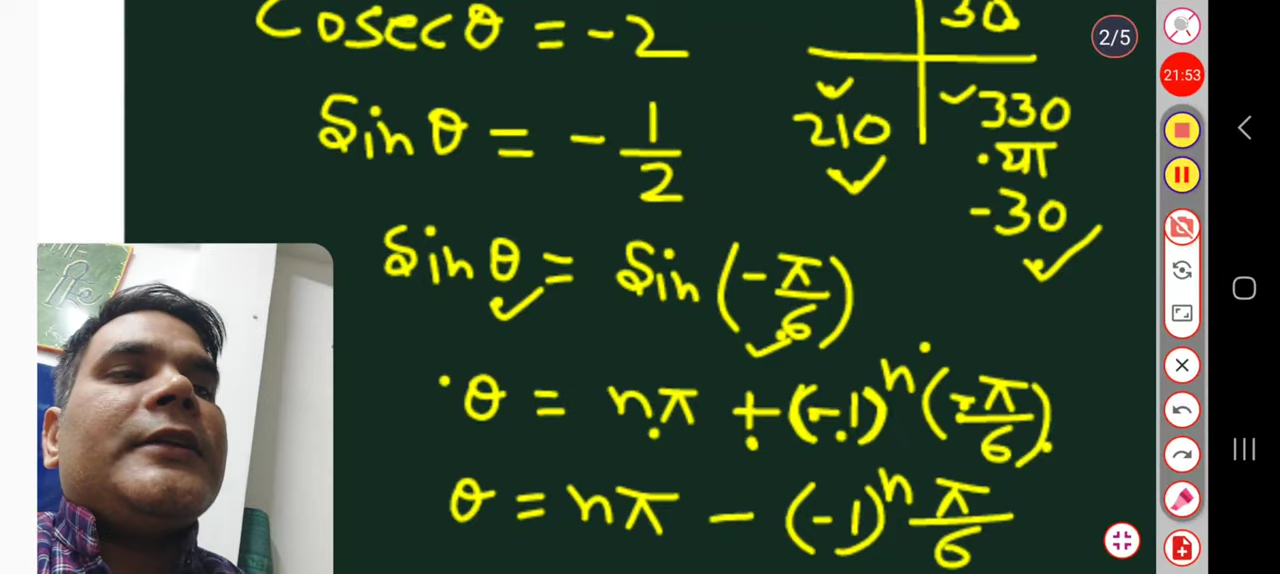 cosec θ = -2
30
2/5
21:53
sin θ = - 1/2
210
330
या
-30
sin θ = sin (-π/6)
θ = nπ + (-1)^n (-π/6)
θ = nπ - (-1)^n π/6